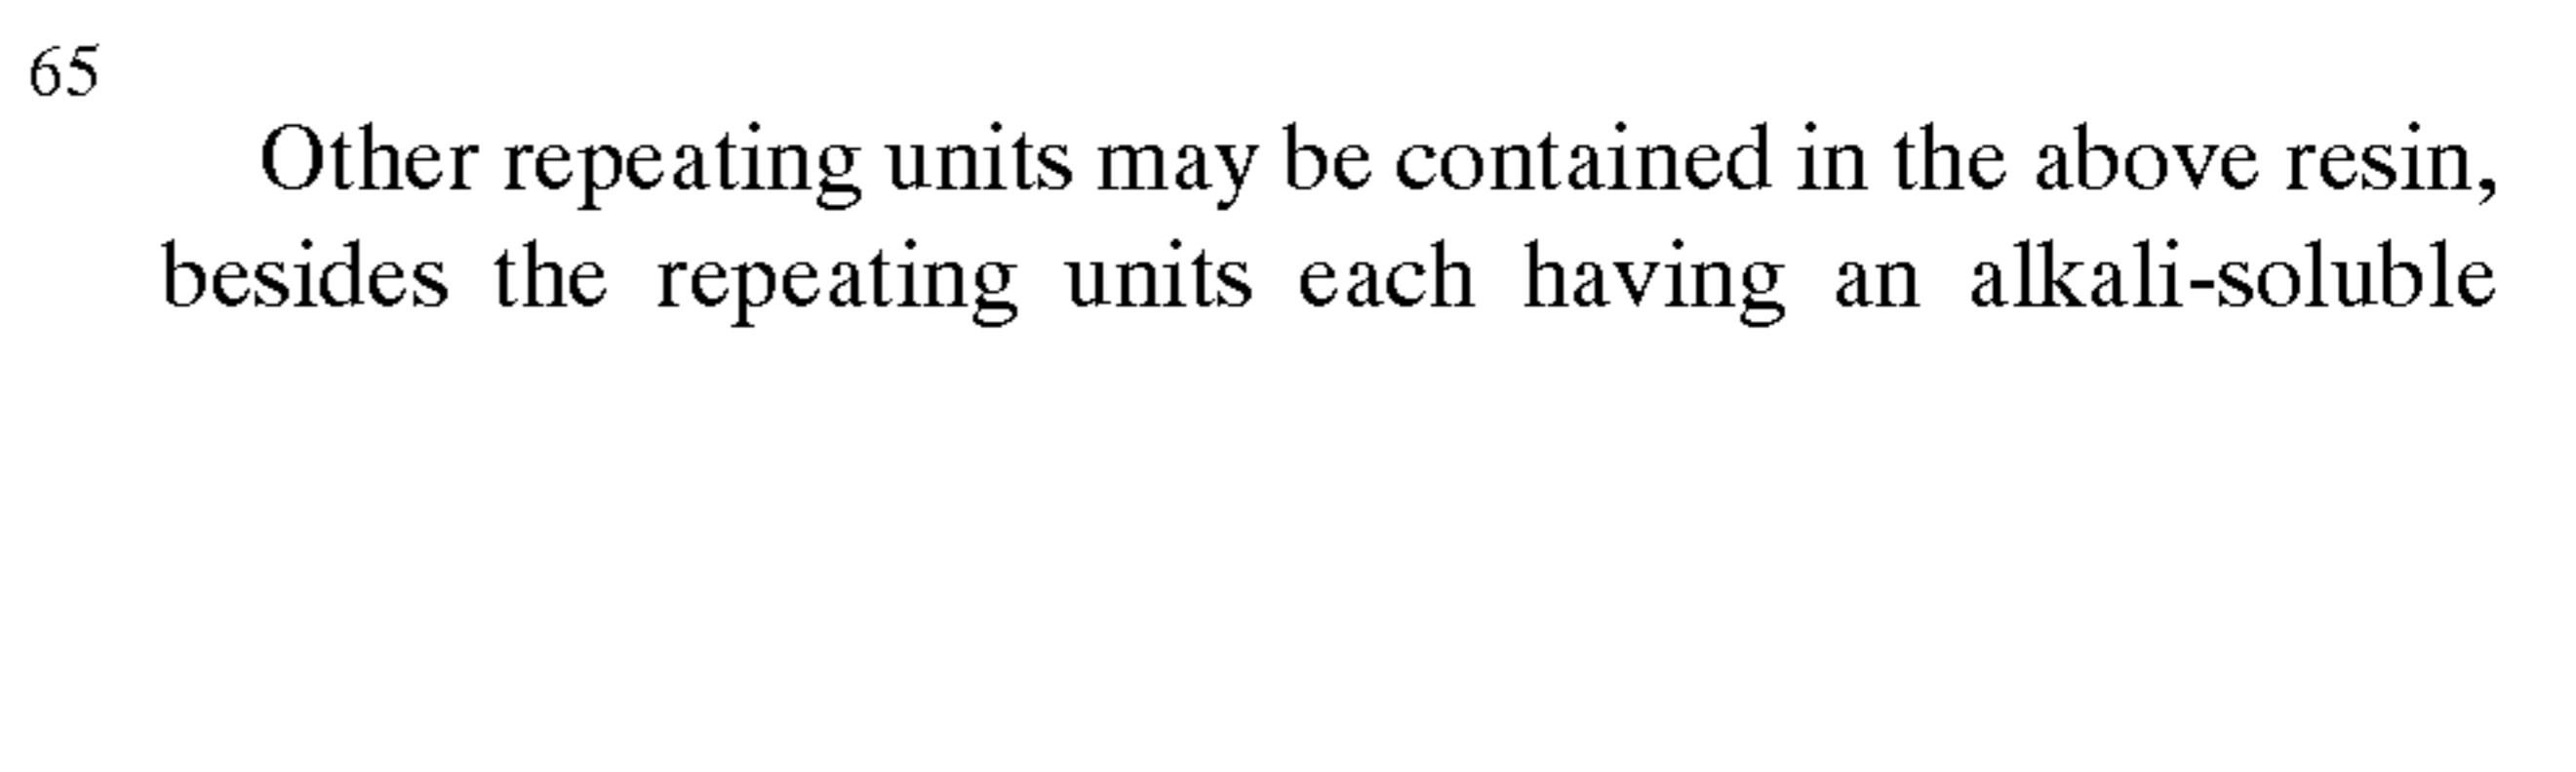 65
Other repeating units may be contained in the above resin,
besides the repeating units each having an alkali-soluble